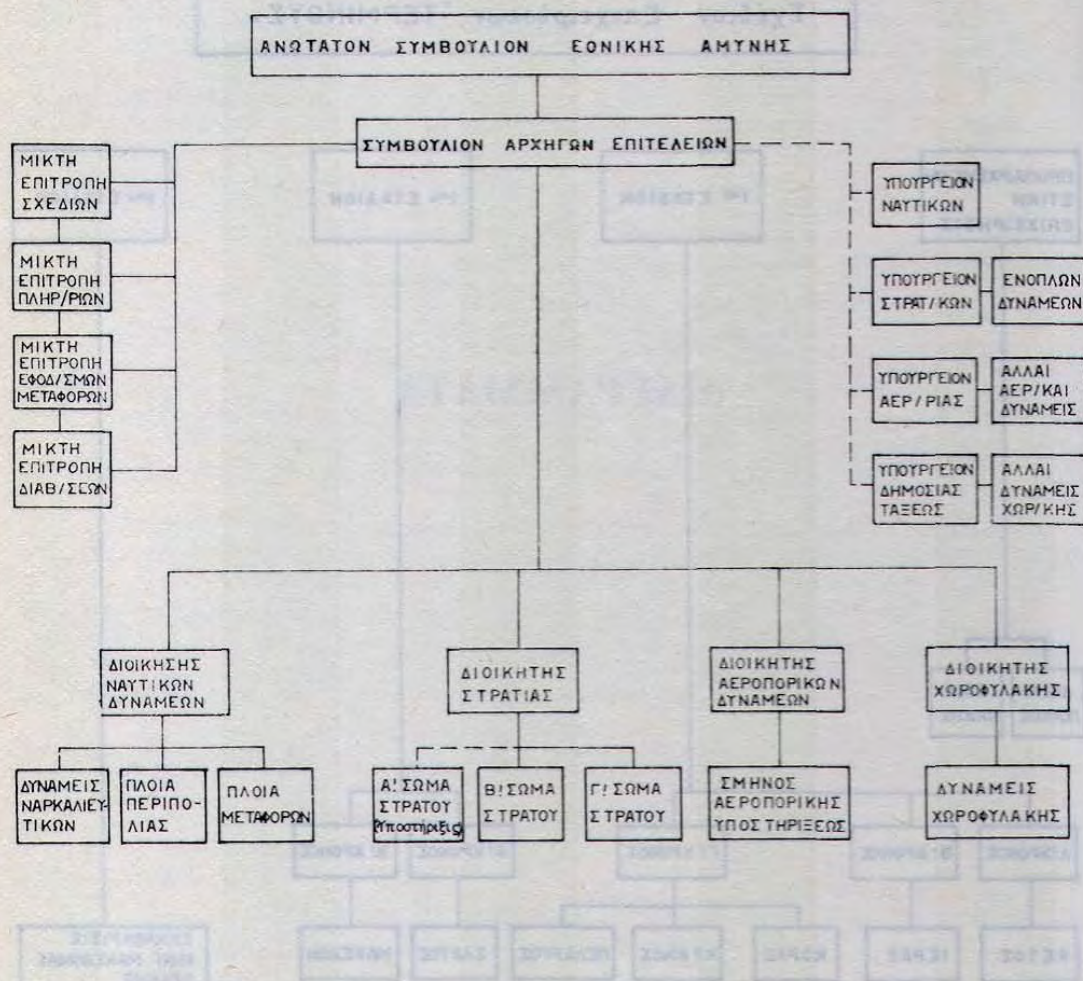 ΑΝΩΤΑΤΟΝ ΣΥΜΒΟΥΛΙΟΝ ΕΘΝΙΚΗΣ ΑΜΥΝΗΣ
ΣΥΜΒΟΥΛΙΟΝ ΑΡΧΗΓΩΝ ΕΠΙΤΕΛΕΙΩΝ
ΜΙΚΤΗ
ΕΠΙΤΡΟΠΗ
ΣΧΕΔΙΩΝ
ΜΙΚΤΗ
ΕΠΙΤΡΟΠΗ
ΠΛΗΡ/ΡΙΩΝ
ΜΙΚΤΗ
ΕΠΙΤΡΟΠΗ
ΕΦΟΔ/ΣΜΩΝ
ΜΕΤΑΦΟΡΩΝ
ΜΙΚΤΗ
ΕΠΙΤΡΟΠΗ
ΔΙΑΒ/ΣΕΩΝ
ΥΠΟΥΡΓΕΙΟΝ
ΝΑΥΤΙΚΩΝ
ΥΠΟΥΡΓΕΙΟΝ
ΣΤΡΑΤ/ΚΩΝ
ΕΝΟΠΛΩΝ
ΔΥΝΑΜΕΩΝ
ΥΠΟΥΡΓΕΙΟΝ
ΑΕΡ/ΡΙΑΣ
ΑΛΛΑΙ
ΑΕΡ/ΚΑΙ
ΔΥΝΑΜΕΙΣ
ΥΠΟΥΡΓΕΙΟΝ
ΔΗΜΟΣΙΑΣ
ΤΑΞΕΩΣ
ΑΛΛΑΙ
ΔΥΝΑΜΕΙΣ
ΧΩΡ/ΚΗΣ
ΔΙΟΙΚΗΣΗΣ
ΝΑΥΤΙΚΩΝ
ΔΥΝΑΜΕΩΝ
ΔΙΟΙΚΗΤΗΣ
ΣΤΡΑΤΙΑΣ
ΔΙΟΙΚΗΤΗΣ
ΑΕΡΟΠΟΡΙΚΩΝ
ΔΥΝΑΜΕΩΝ
ΔΙΟΙΚΗΤΗΣ
ΧΩΡΟΦΥΛΑΚΗΣ
ΔΥΝΑΜΕΙΣ
ΝΑΡΚΑΛΙΕΥ-
ΤΙΚΩΝ
ΠΛΟΙΑ
ΠΕΡΙΠΟ-
ΛΙΑΣ
ΠΛΟΙΑ
ΜΕΤΑΦΟΡΩΝ
Α! ΣΩΜΑ
ΣΤΡΑΤΟΥ
(Υποστήριξις)
Β! ΣΩΜΑ
ΣΤΡΑΤΟΥ
Γ! ΣΩΜΑ
ΣΤΡΑΤΟΥ
ΣΜΗΝΟΣ
ΑΕΡΟΠΟΡΙΚΗΣ
ΥΠΟΣΤΗΡΙΞΕΩΣ
ΔΥΝΑΜΕΙΣ
ΧΩΡΟΦΥΛΑΚΗΣ